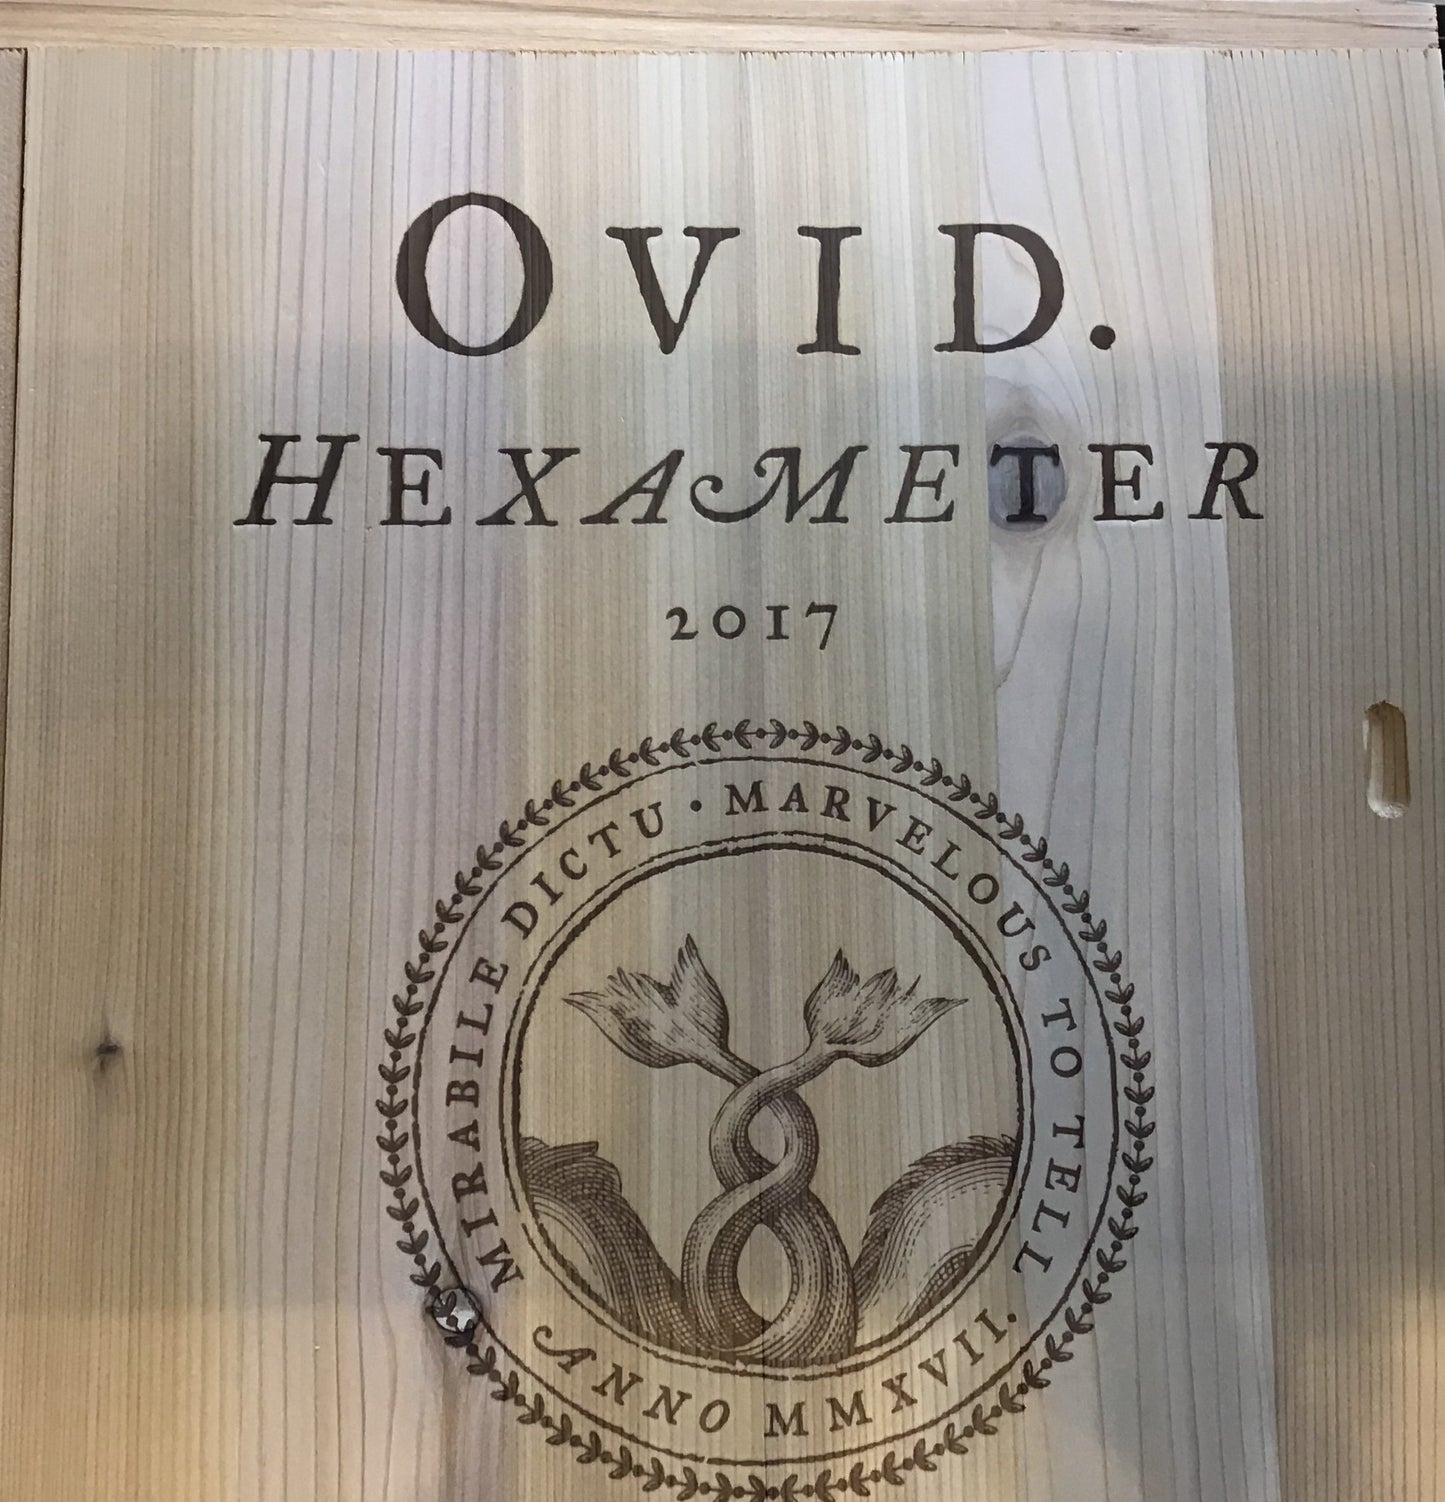 OVID.
HEXAMETER
2017
MIRABILE DICTU · MARVELOUS TO TELL
ANNO MMXVII.